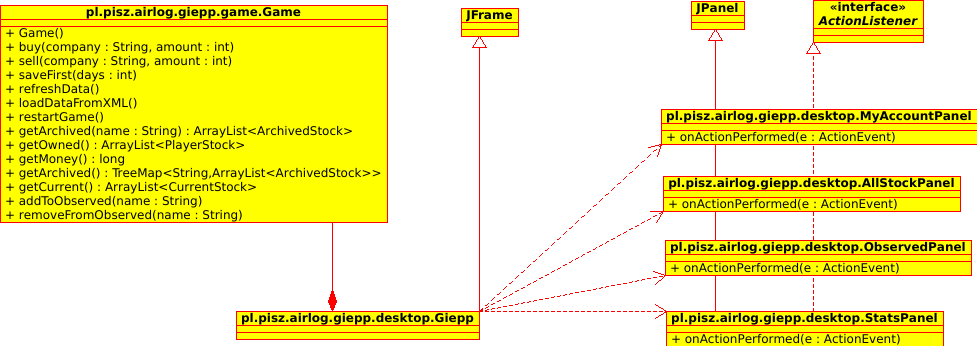 pl.pisz.airlog.giepp.game.Game
+ Game()
+ buy(company : String, amount : int)
+ sell(company : String, amount : int)
+ saveFirst(days : int)
+ refreshData()
+ loadDataFromXML()
+ restartGame()
+ getArchived(name : String) : ArrayList<ArchivedStock>
+ getOwned() : ArrayList<PlayerStock>
+ getMoney() : long
+ getArchived() : TreeMap<String,ArrayList<ArchivedStock>>
+ getCurrent() : ArrayList<CurrentStock>
+ addToObserved(name : String)
+ removeFromObserved(name : String)
JFrame
JPanel
«interface»
ActionListener
pl.pisz.airlog.giepp.desktop.MyAccountPanel
+ onActionPerformed(e : ActionEvent)
pl.pisz.airlog.giepp.desktop.AllStockPanel
+ onActionPerformed(e : ActionEvent)
pl.pisz.airlog.giepp.desktop.ObservedPanel
+ onActionPerformed(e : ActionEvent)
pl.pisz.airlog.giepp.desktop.Giepp
pl.pisz.airlog.giepp.desktop.StatsPanel
+ onActionPerformed(e : ActionEvent)